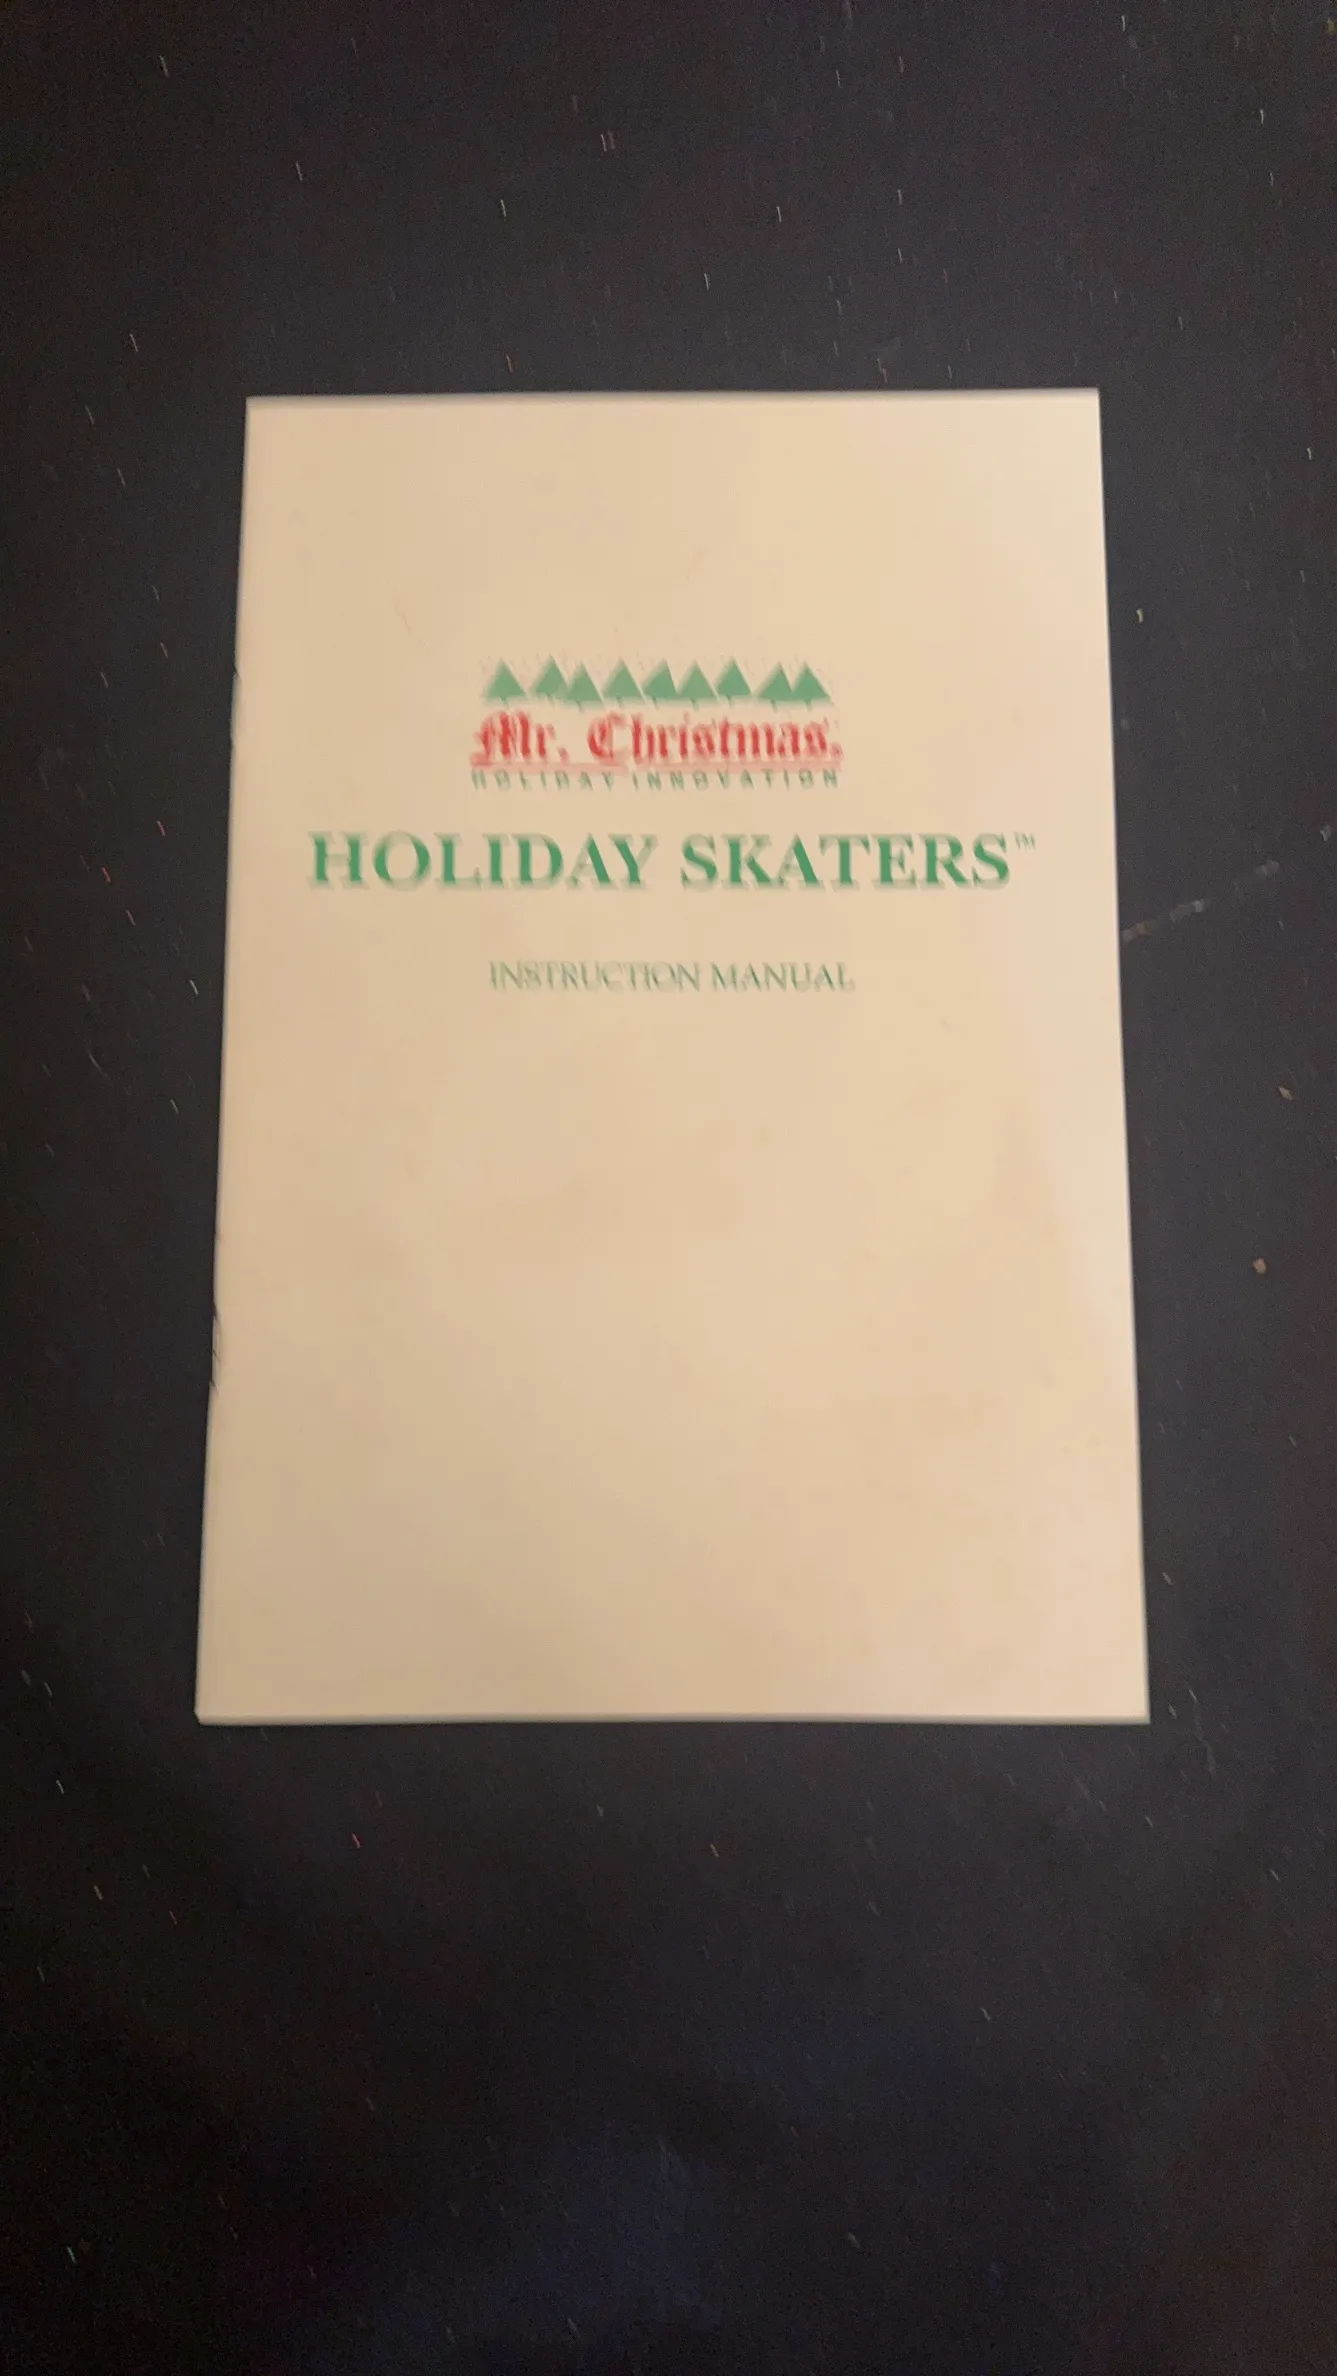 Mr. Christmas.
HOLIDAY INNOVATION
HOLIDAY SKATERS™
INSTRUCTION MANUAL